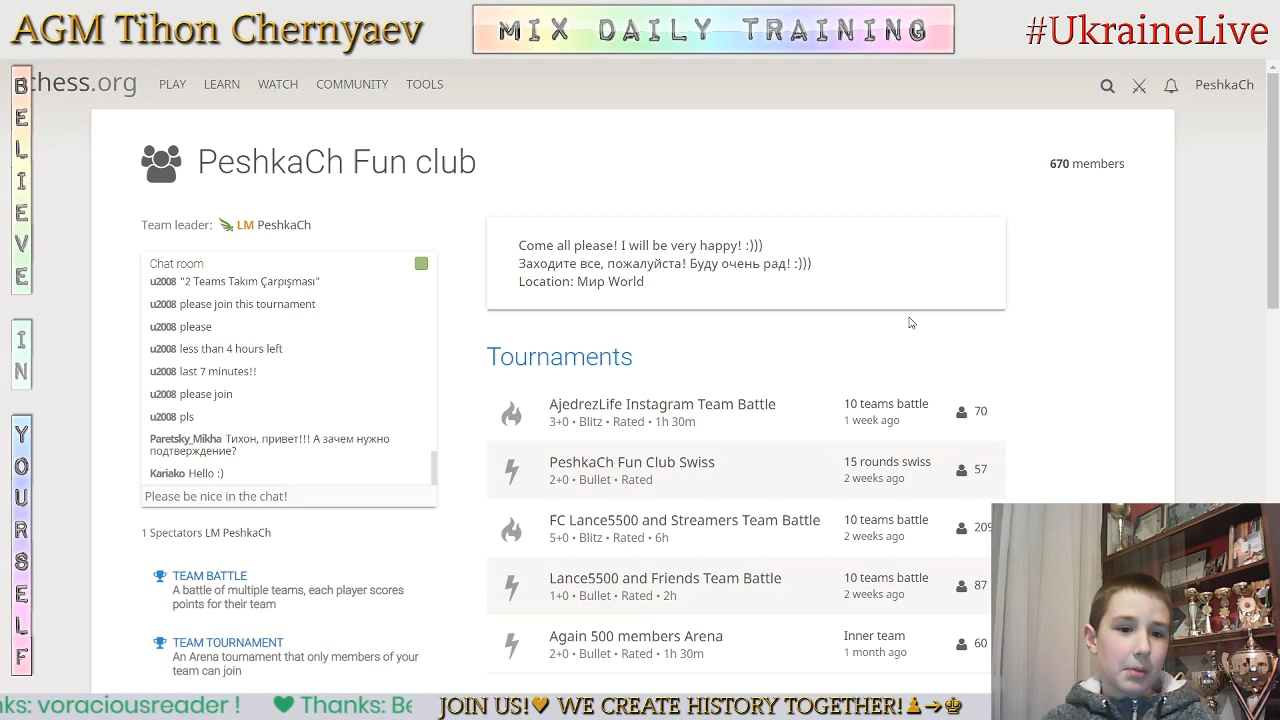 AGM Tihon Chernyaev
MIX DAILY TRAINING
#UkraineLive
BELIEVE
IN
YOURSELF
chess.org
PLAY
LEARN
WATCH
COMMUNITY
TOOLS
PeshkaCh
PeshkaCh Fun club
670 members
Team leader: LM PeshkaCh
Chat room
u2008 "2 Teams Takım Çarpışması"
u2008 please join this tournament
u2008 please
u2008 less than 4 hours left
u2008 last 7 minutes!!
u2008 please join
u2008 pls
Paretsky_Mikha Тихон, привет!!! А зачем нужно
подтверждение?
Kariako Hello :)
Please be nice in the chat!
1 Spectators LM PeshkaCh
TEAM BATTLE
A battle of multiple teams, each player scores
points for their team
TEAM TOURNAMENT
An Arena tournament that only members of your
team can join
Come all please! I will be very happy! :)))
Заходите все, пожалуйста! Буду очень рад! :)))
Location: Мир World
Tournaments
AjedrezLife Instagram Team Battle
3+0 • Blitz • Rated • 1h 30m
10 teams battle
1 week ago
70
PeshkaCh Fun Club Swiss
2+0 • Bullet • Rated
15 rounds swiss
2 weeks ago
57
FC Lance5500 and Streamers Team Battle
5+0 • Blitz • Rated • 6h
10 teams battle
2 weeks ago
209
Lance5500 and Friends Team Battle
1+0 • Bullet • Rated • 2h
10 teams battle
2 weeks ago
87
Again 500 members Arena
2+0 • Bullet • Rated • 1h 30m
Inner team
1 month ago
60
nks: voraciousreader ! Thanks: Be
JOIN US! WE CREATE HISTORY TOGETHER!